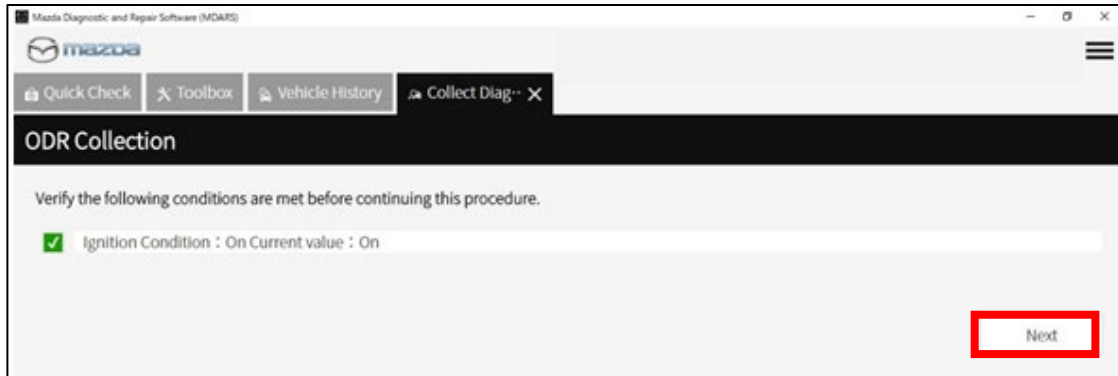 Mazda Diagnostic and Repair Software (MDARS)
mazda
Quick Check Toolbox Vehicle History Collect Diag·· X
ODR Collection
Verify the following conditions are met before continuing this procedure.
Ignition Condition : On Current value : On
Next